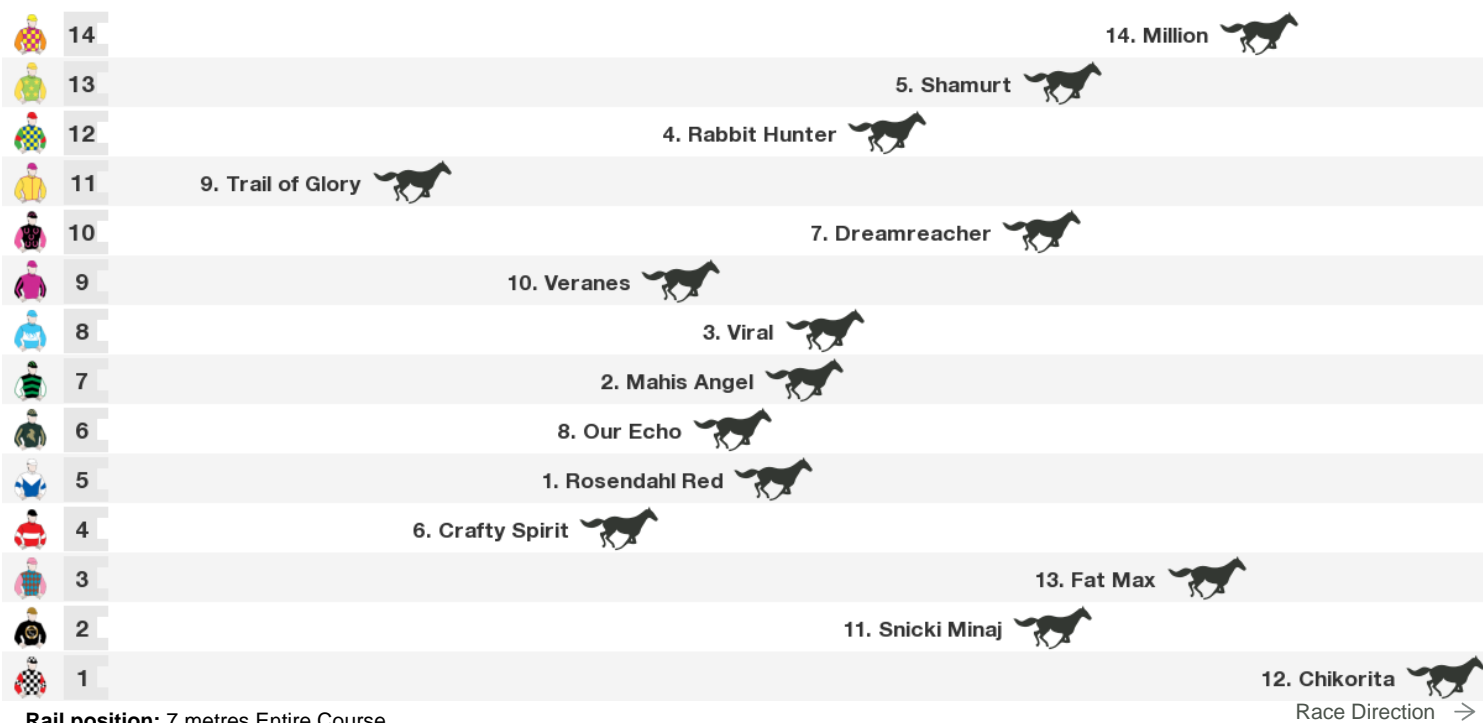 14 14. Million
13 5. Shamurt
12 4. Rabbit Hunter
11 9. Trail of Glory
10 7. Dreamreacher
9 10. Veranes
8 3. Viral
7 2. Mahis Angel
6 8. Our Echo
5 1. Rosendahl Red
4 6. Crafty Spirit
3 13. Fat Max
2 11. Snicki Minaj
1 12. Chikorita
Rail position: 7 metres Entire Course
Race Direction →